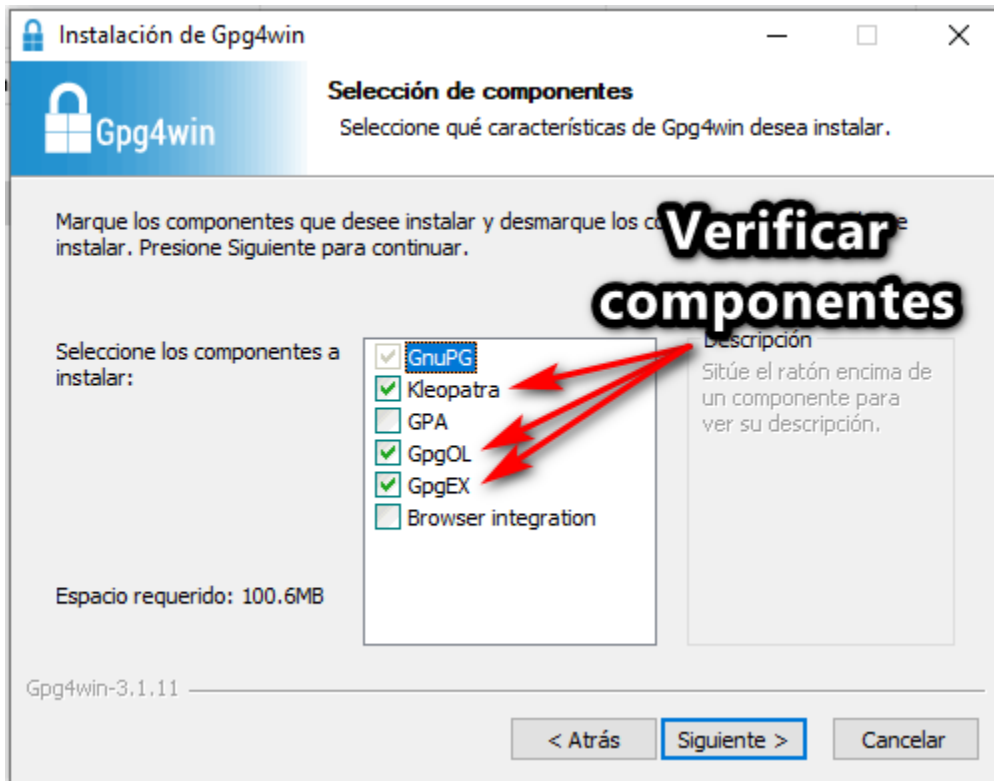 Instalación de Gpg4win
Gpg4win
Selección de componentes
Seleccione qué características de Gpg4win desea instalar.
Marque los componentes que desee instalar y desmarque los
instalar. Presione Siguiente para continuar.
Verificar
componentes
Seleccione los componentes a
instalar:
GnuPG
Kleopatra
GPA
GpgOL
GpgEX
Browser integration
Descripción
Sitúe el ratón encima de
un componente para
ver su descripción.
Espacio requerido: 100.6MB
Gpg4win-3.1.11
< Atrás
Siguiente >
Cancelar